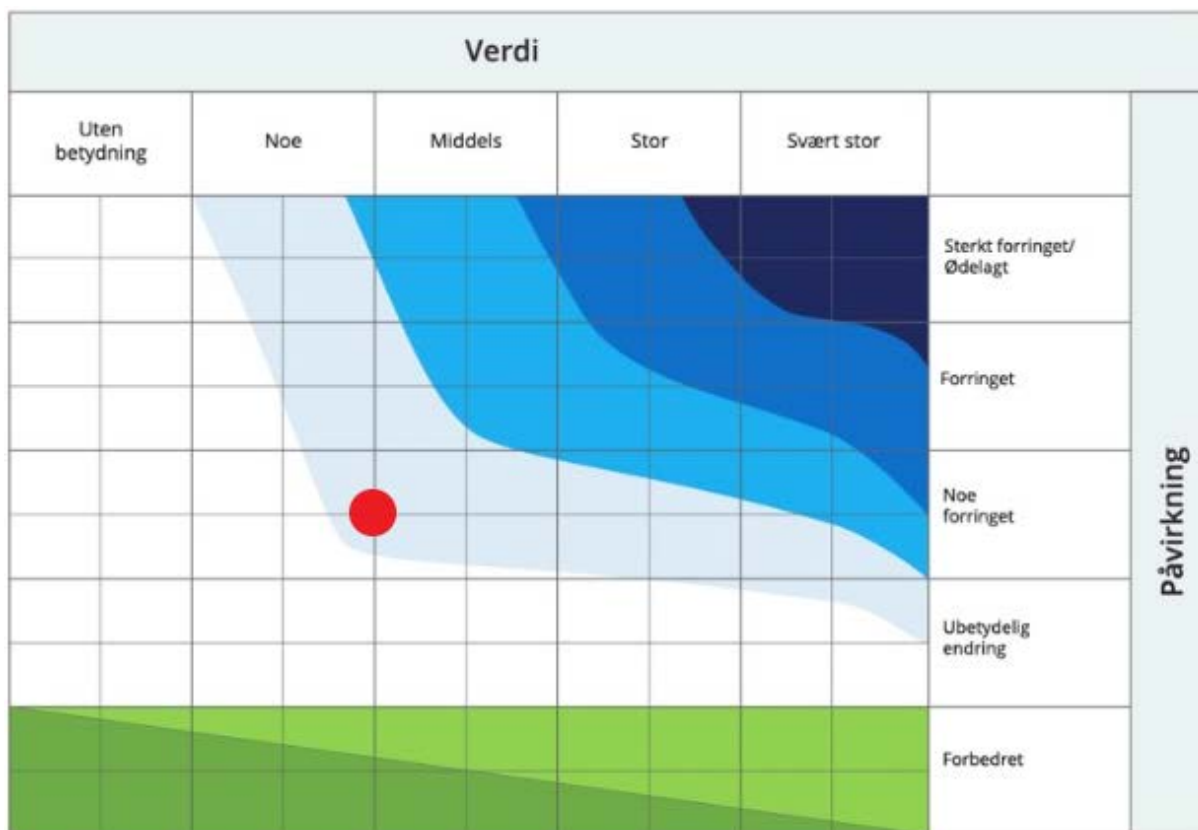 Verdi
Uten
betydning
Noe
Middels
Stor
Svært stor
Påvirkning
Sterkt forringet/
Ødelagt
Forringet
Noe
forringet
Ubetydelig
endring
Forbedret